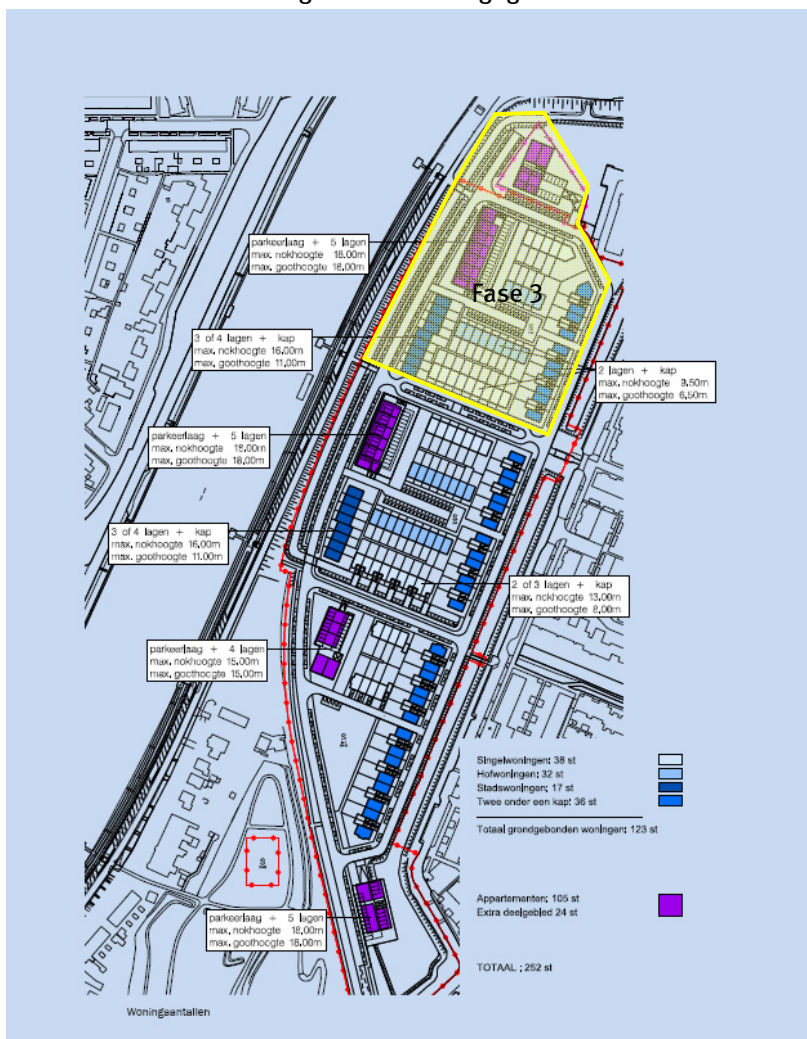 parkeerlaag + 5 lagen
max. nokhoogte 18.00m
max. goothoogte 18.00m
Fase 3
3 of 4 lagen + kap
max. nokhoogte 16.00m
max. goothoogte 11.00m
2 lagen + kap
max. nokhoogte 9.50m
max. goothoogte 6.50m
parkeerlaag + 5 lagen
max. nokhoogte 18.00m
max. goothoogte 18.00m
3 of 4 lagen + kap
max. nokhoogte 16.00m
max. goothoogte 11.00m
2 of 3 lagen + kap
max. nokhoogte 13.00m
max. goothoogte 8.00m
parkeerlaag + 4 lagen
max. nokhoogte 15.00m
max. goothoogte 15.00m
Singelwoningen: 38 st
Hofwoningen: 32 st
Stadswoningen; 17 st
Twee onder een kap: 36 st
Totaal grondgebonden woningen; 123 st
Appartementen; 105 st
Extra deelgebied 24 st
parkeerlaag + 5 lagen
max. nokhoogte 18.00m
max. goothoogte 18.00m
TOTAAL ; 252 st
Woningaantallen